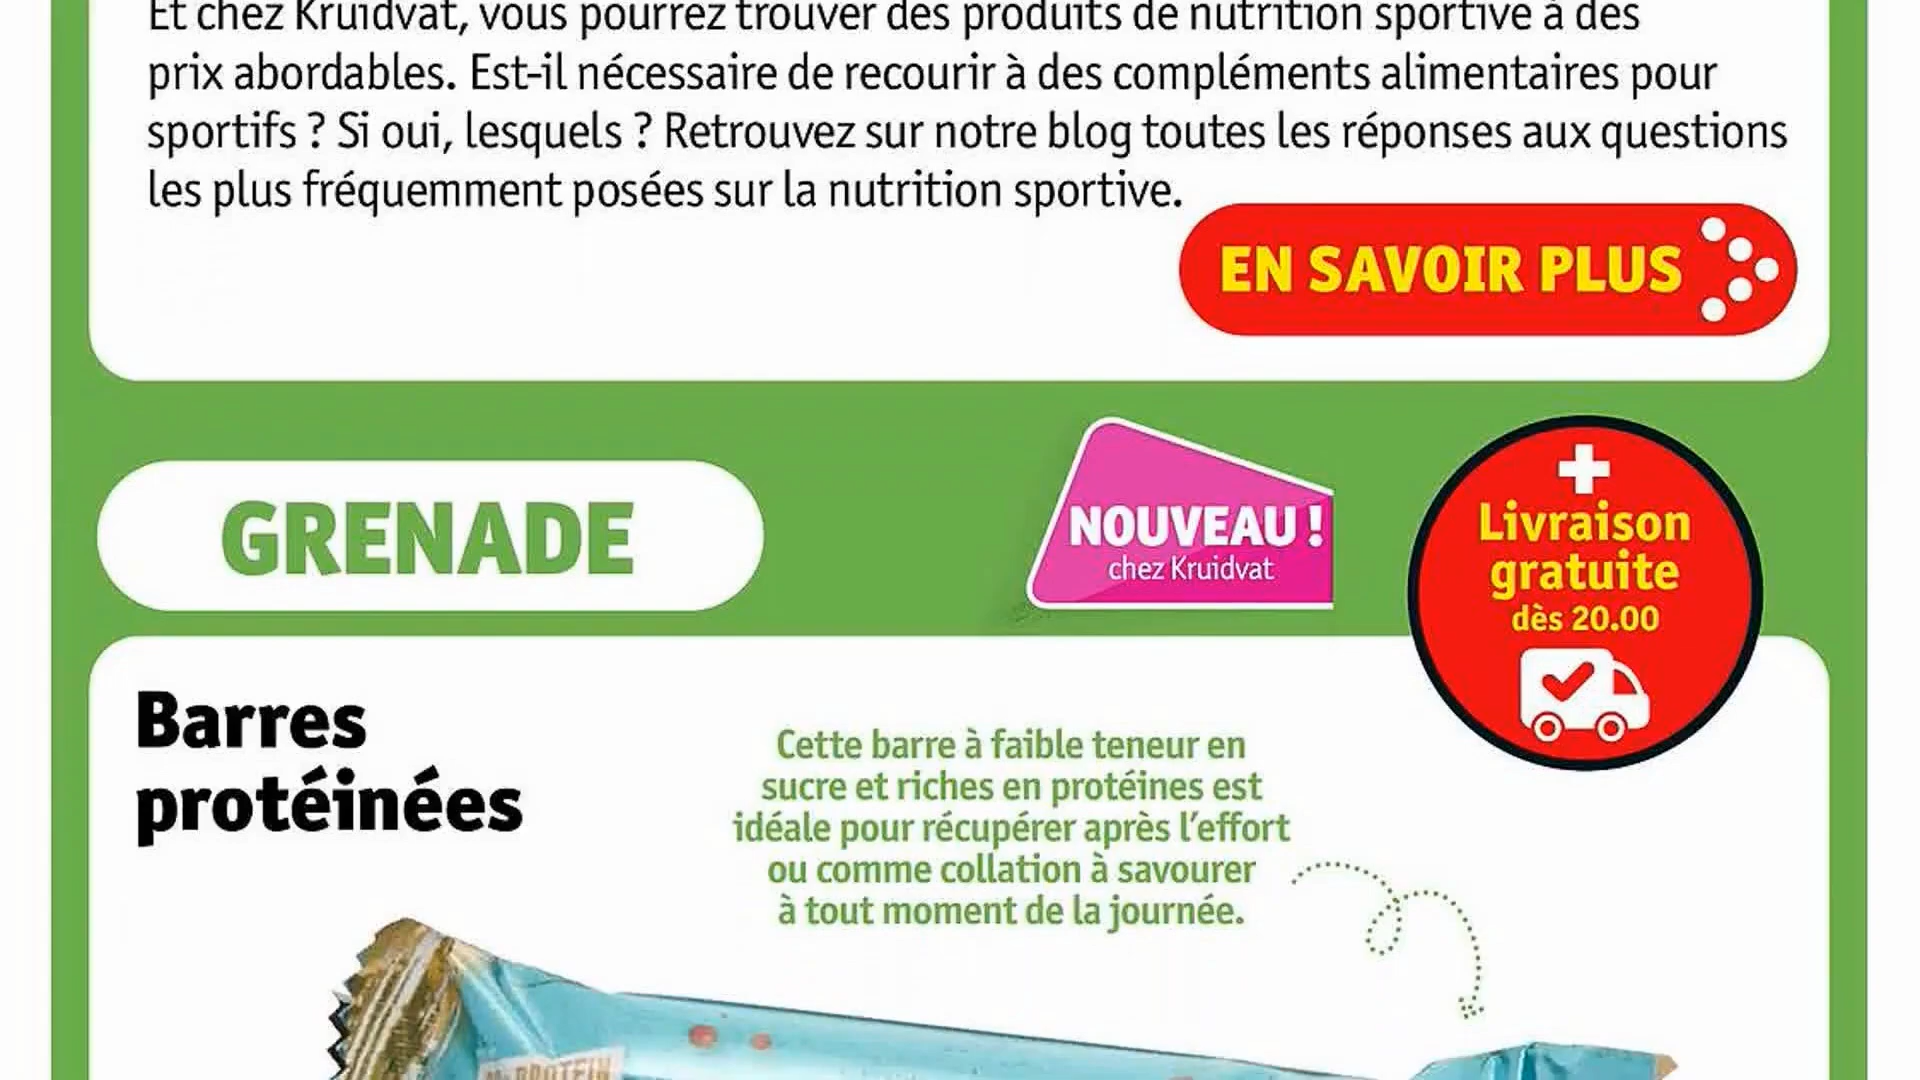 Et chez Kruidvat, vous pourrez trouver des produits de nutrition sportive à des
prix abordables. Est-il nécessaire de recourir à des compléments alimentaires pour
sportifs ? Si oui, lesquels ? Retrouvez sur notre blog toutes les réponses aux questions
les plus fréquemment posées sur la nutrition sportive.
EN SAVOIR PLUS
GRENADE
NOUVEAU !
chez Kruidvat
Livraison
gratuite
dès 20.00
Barres
protéinées
Cette barre à faible teneur en
sucre et riches en protéines est
idéale pour récupérer après l'effort
ou comme collation à savourer
à tout moment de la journée.
PROTEIN